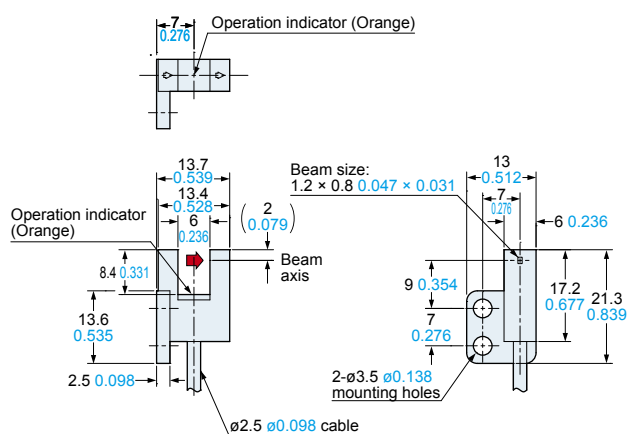 7
0.276
Operation indicator (Orange)
13.7
0.539
13.4
0.528
6
0.236
(2
0.079)
Operation indicator
(Orange)
Beam
axis
8.4 0.331
13.6
0.535
2.5 0.098
ø2.5 ø0.098 cable
Beam size:
1.2 × 0.8 0.047 × 0.031
13
0.512
7
0.276
6 0.236
9 0.354
7
0.276
17.2
0.677
21.3
0.839
2-ø3.5 ø0.138
mounting holes